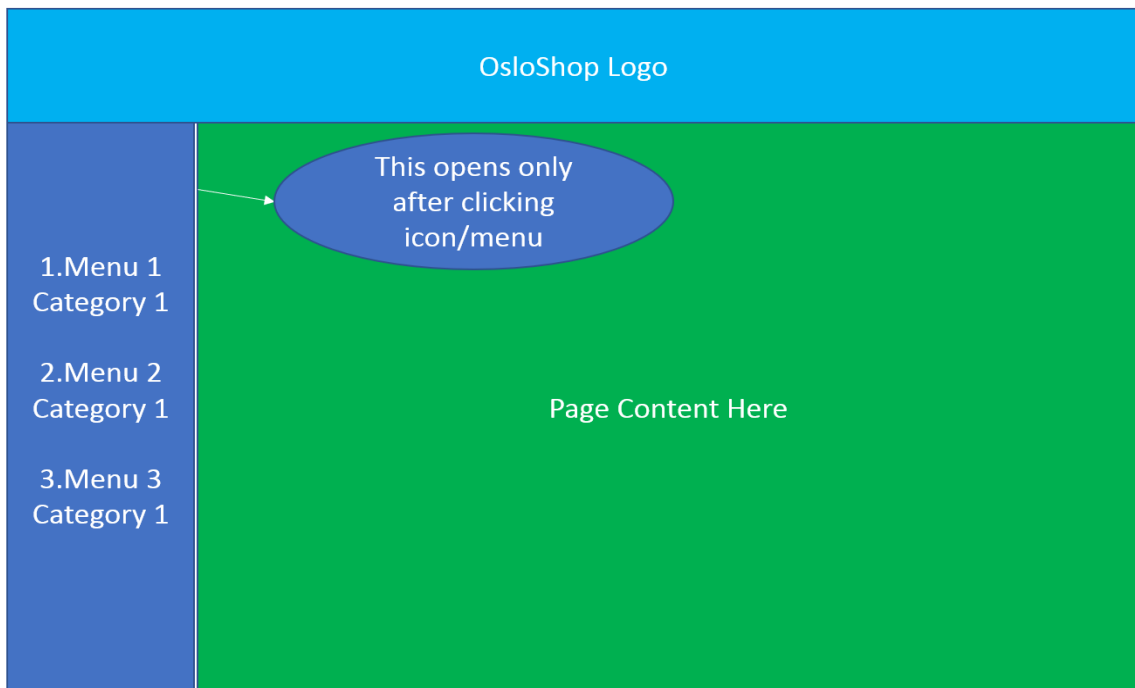 OsloShop Logo
This opens only
after clicking
icon/menu
1.Menu 1
Category 1
2.Menu 2
Category 1
3.Menu 3
Category 1
Page Content Here